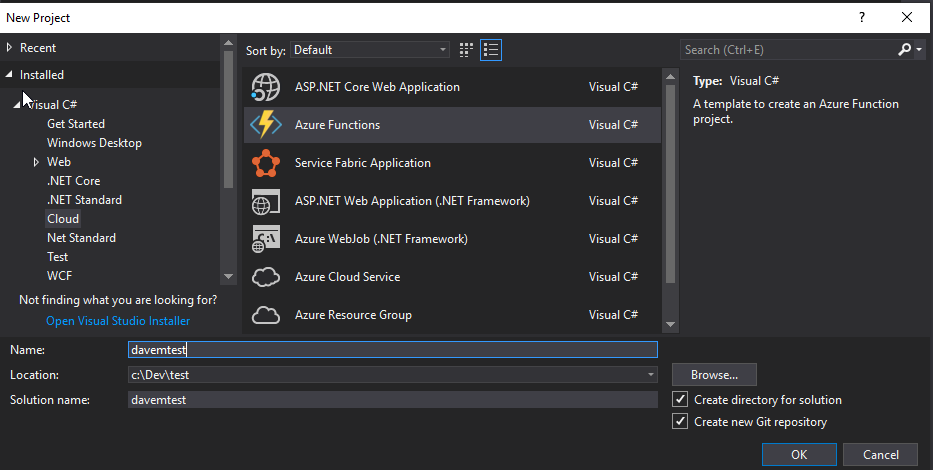 New Project
?
Recent
Installed
Visual C#
Get Started
Windows Desktop
Web
.NET Core
.NET Standard
Cloud
Net Standard
Test
WCF
Not finding what you are looking for?
Open Visual Studio Installer
Sort by: Default
ASP.NET Core Web Application Visual C#
Azure Functions Visual C#
Service Fabric Application Visual C#
ASP.NET Web Application (.NET Framework) Visual C#
Azure WebJob (.NET Framework) Visual C#
Azure Cloud Service Visual C#
Azure Resource Group Visual C#
Search (Ctrl+E)
Type: Visual C#
A template to create an Azure Function
project.
Name: davemtest
Location: c:\Dev\test Browse...
Solution name: davemtest
Create directory for solution
Create new Git repository
OK Cancel